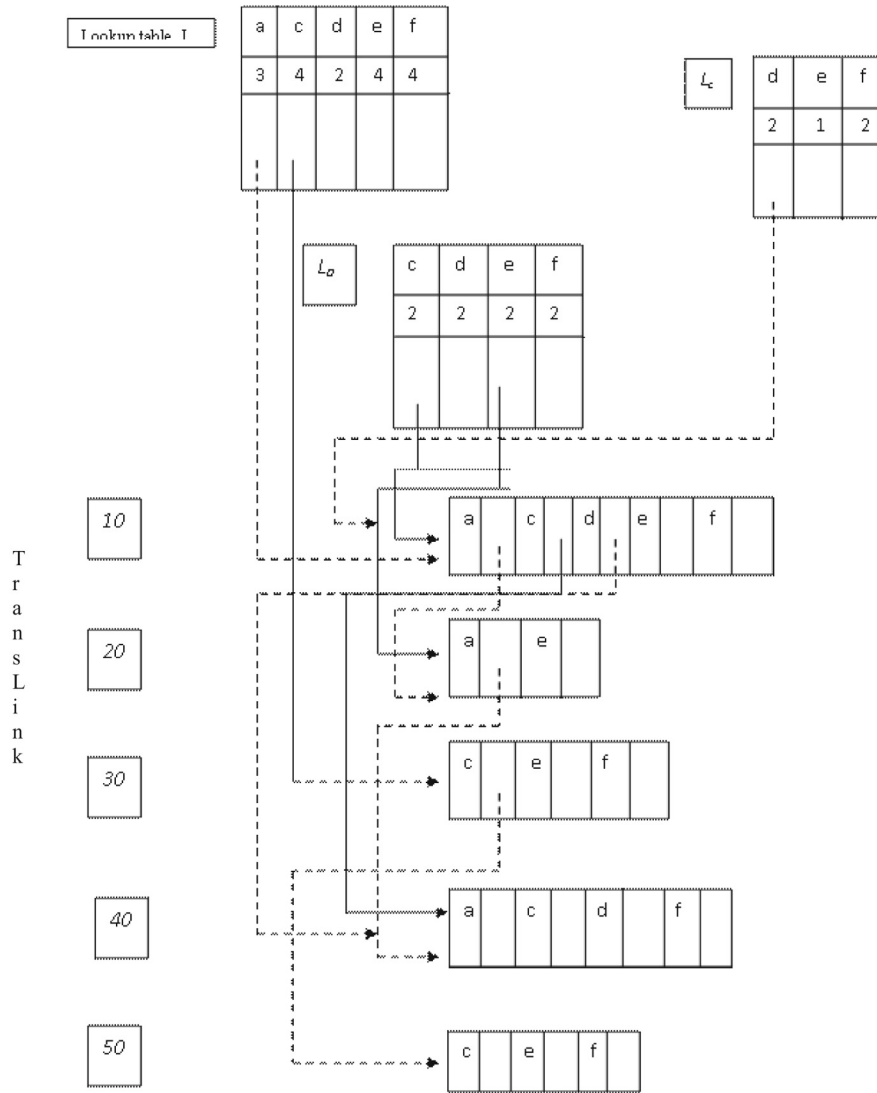 Lookup table L
a c d e f
3 4 2 4 4
Lc
d e f
2 1 2
La
c d e f
2 2 2 2
TransLink
10
a c d e f
20
a e
30
c e f
40
a c d f
50
c e f